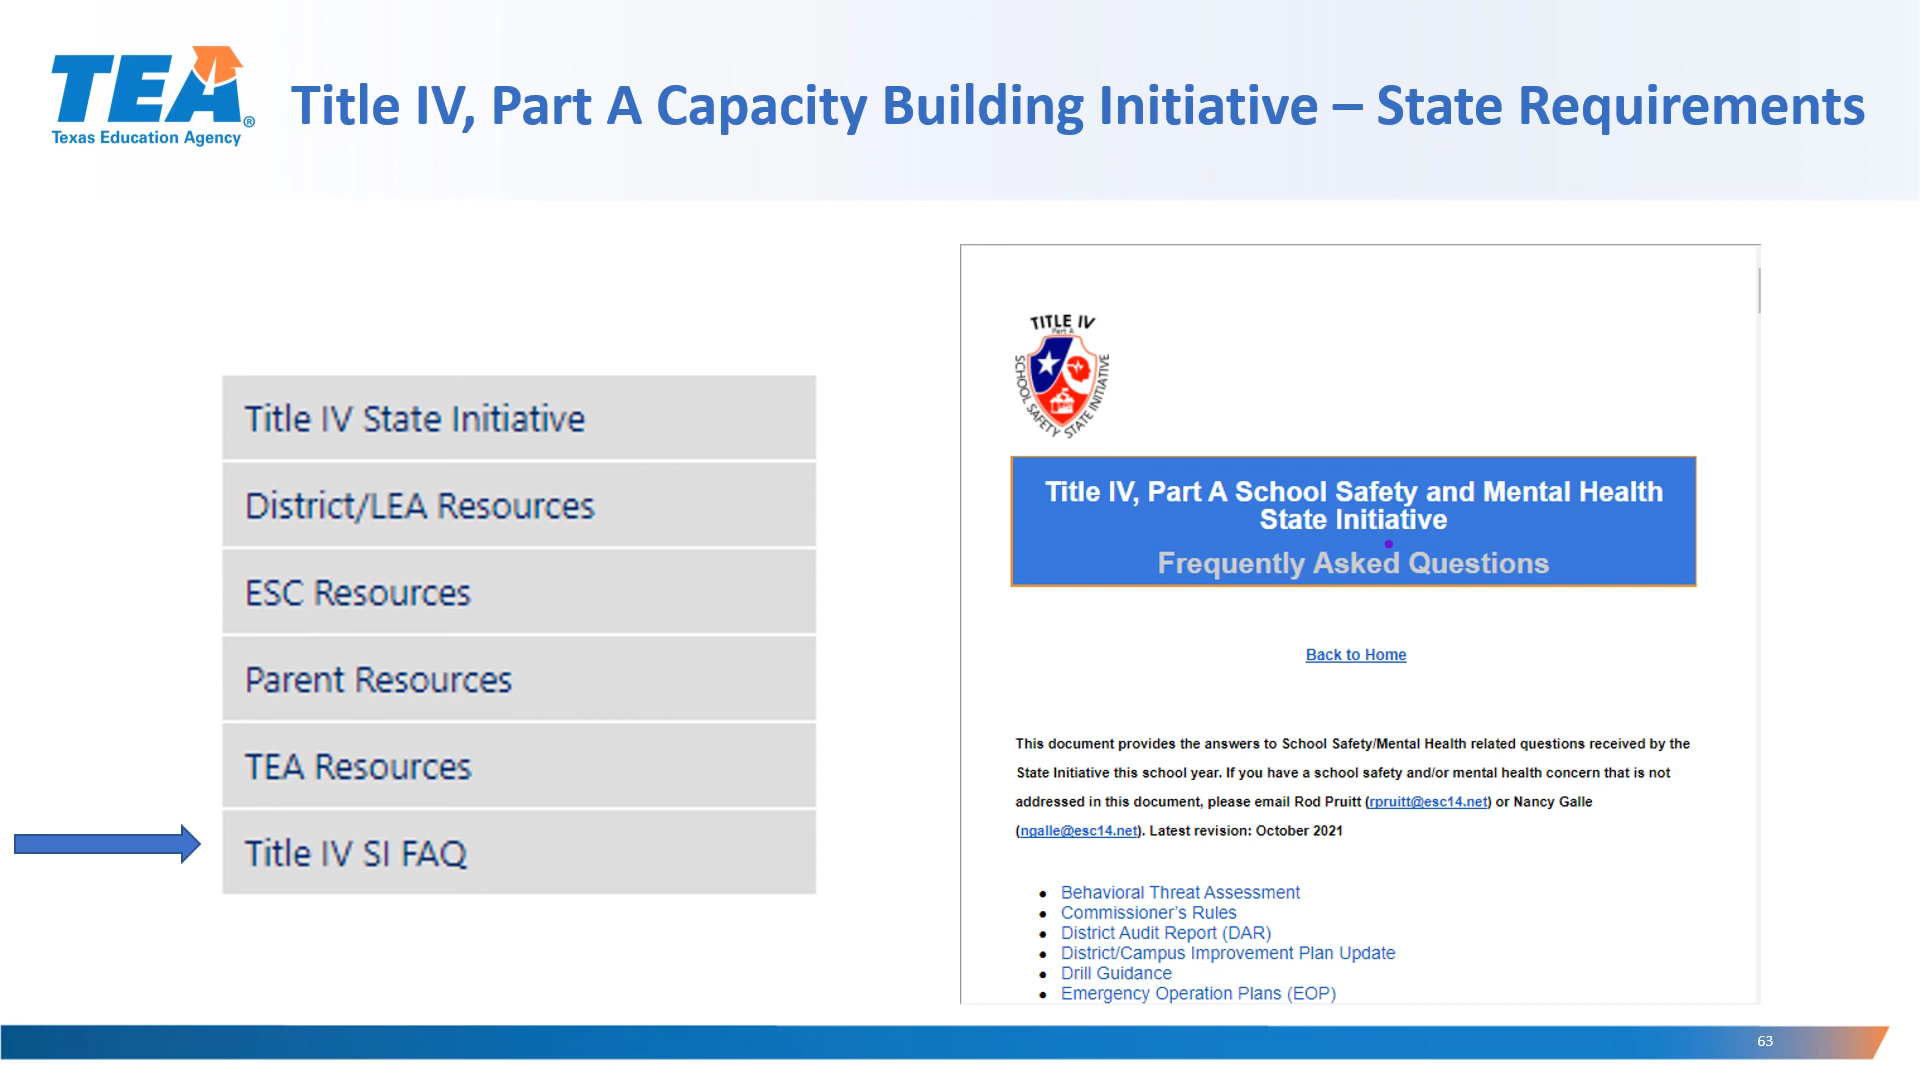 TEA®
Texas Education Agency
Title IV, Part A Capacity Building Initiative – State Requirements
Title IV State Initiative
District/LEA Resources
ESC Resources
Parent Resources
TEA Resources
Title IV SI FAQ
TITLE IV
Part A
SCHOOL SAFETY STATE INITIATIVE
Title IV, Part A School Safety and Mental Health
State Initiative
Frequently Asked Questions
Back to Home
This document provides the answers to School Safety/Mental Health related questions received by the
State Initiative this school year. If you have a school safety and/or mental health concern that is not
addressed in this document, please email Rod Pruitt (rpruitt@esc14.net) or Nancy Galle
(ngalle@esc14.net). Latest revision: October 2021
• Behavioral Threat Assessment
• Commissioner's Rules
• District Audit Report (DAR)
• District/Campus Improvement Plan Update
• Drill Guidance
• Emergency Operation Plans (EOP)
63